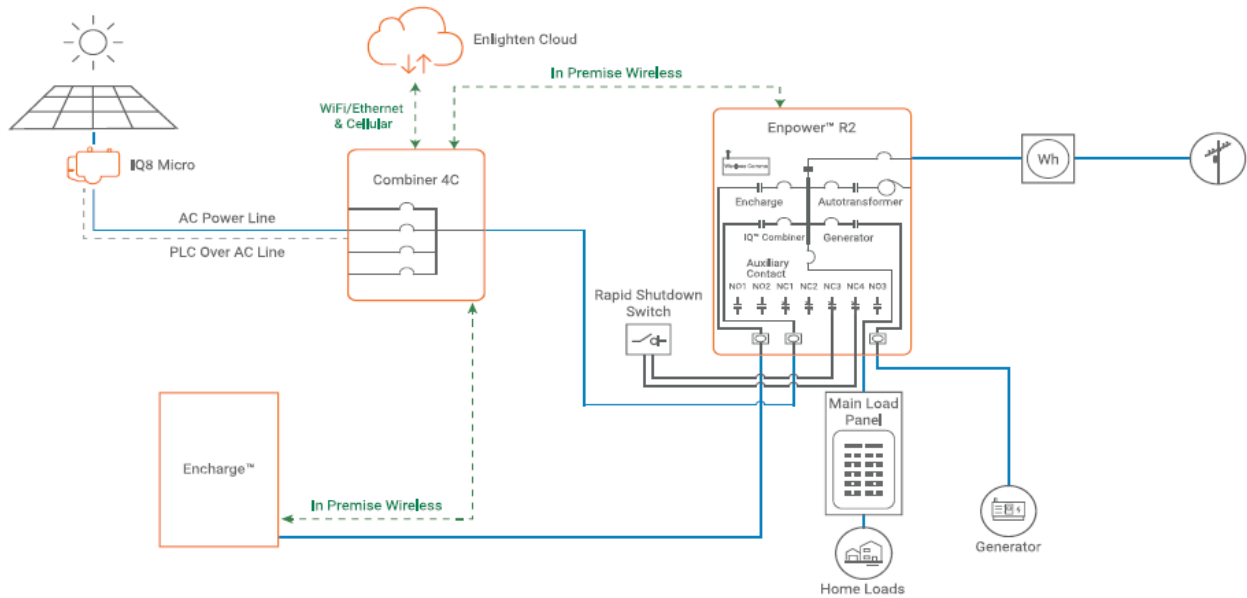 Enlighten Cloud
In Premise Wireless
WiFi/Ethernet
& Cellular
Enpower™ R2
IQ8 Micro
Combiner 4C
Wireless Comms
Wh
Encharge
Autotransformer
AC Power Line
IQ™ Combiner
Generator
PLC Over AC Line
Auxiliary
Contact
NO1 NO2 NC1 NC2 NC3 NC4 NO3
Rapid Shutdown
Switch
Main Load
Panel
Encharge™
In Premise Wireless
Generator
Home Loads